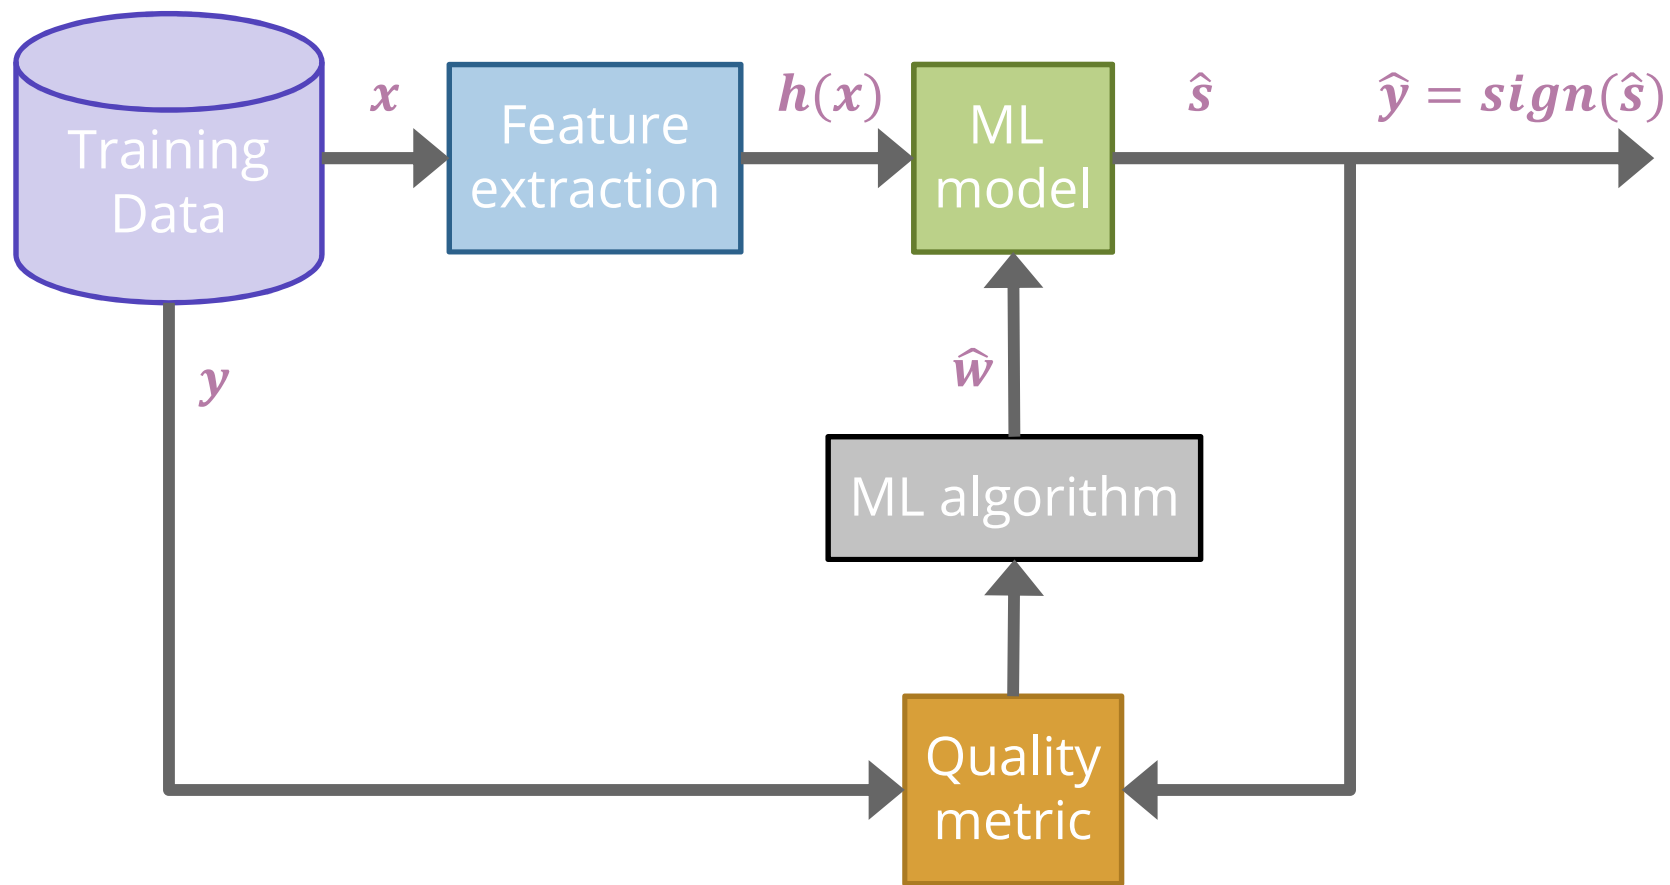 Training
Data
x
Feature
extraction
h(x)
ML
model
ŝ
ŷ = sign(ŝ)
y
ŵ
ML algorithm
Quality
metric